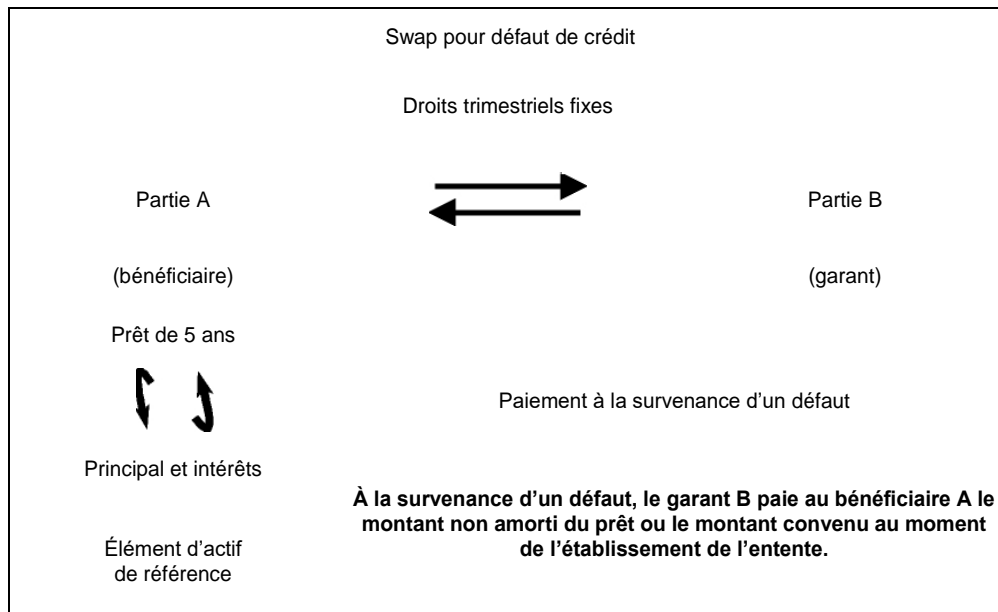 Swap pour défaut de crédit
Droits trimestriels fixes
Partie A
Partie B
(bénéficiaire)
(garant)
Prêt de 5 ans
Paiement à la survenance d’un défaut
Principal et intérêts
À la survenance d’un défaut, le garant B paie au bénéficiaire A le
montant non amorti du prêt ou le montant convenu au moment
de l’établissement de l’entente.
Élément d’actif
de référence